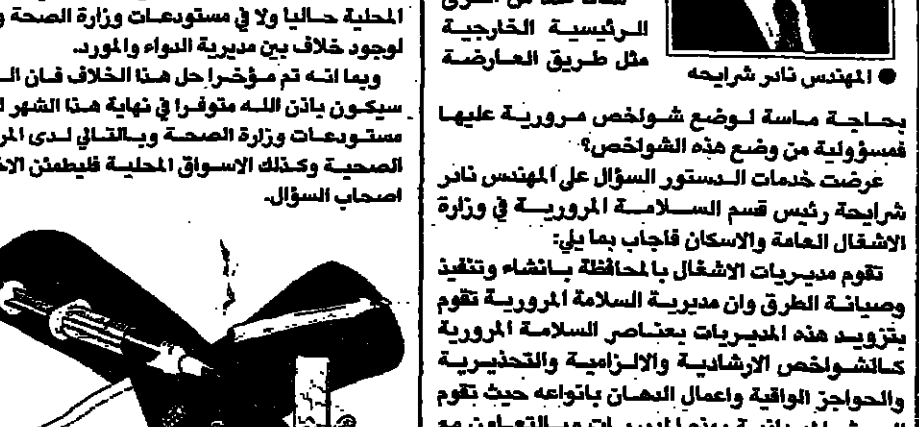 للرئيسية الخارجية
مثل طريق العارضة
● المهندس نادر شرايحه
بحاجة ماسة لوضع شواخص مرورية عليها
فمسؤولية من وضع هذه الشواخص؟
عرضت خدمات الدستور السؤال على المهندس نادر
شرايحة رئيس قسم السلامة المرورية في وزارة
الاشغال العامة والاسكان فأجاب بما يلي:
تقوم مديريات الاشغال بالمحافظة بانشاء وتنفيذ
وصيانة الطرق وان مديرية السلامة المرورية تقوم
بتزويد هذه المديريات بعناصر السلامة المرورية
كالشواخص الارشادية والالزامية والتحذيرية
والحواجز الواقية واعمال الدهان بانواعه حيث تقوم
المحلية حاليا ولا في مستودعات وزارة الصحة
لوجود خلاف بين مديرية الدواء والمورد.
وبما انه تم مؤخرا حل هذا الخلاف فان
سيكون باذن الله متوفرا في نهاية هذا الشهر
مستودعات وزارة الصحة وبالتالي لدى
الصحية وكذلك الاسواق المحلية فليطمئن
اصحاب السؤال.